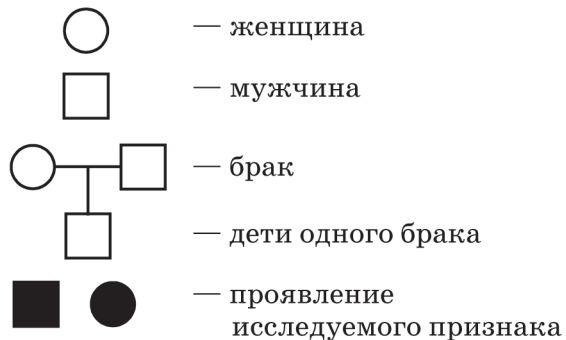 — женщина
— мужчина
— брак
— дети одного брака
— проявление
исследуемого признака